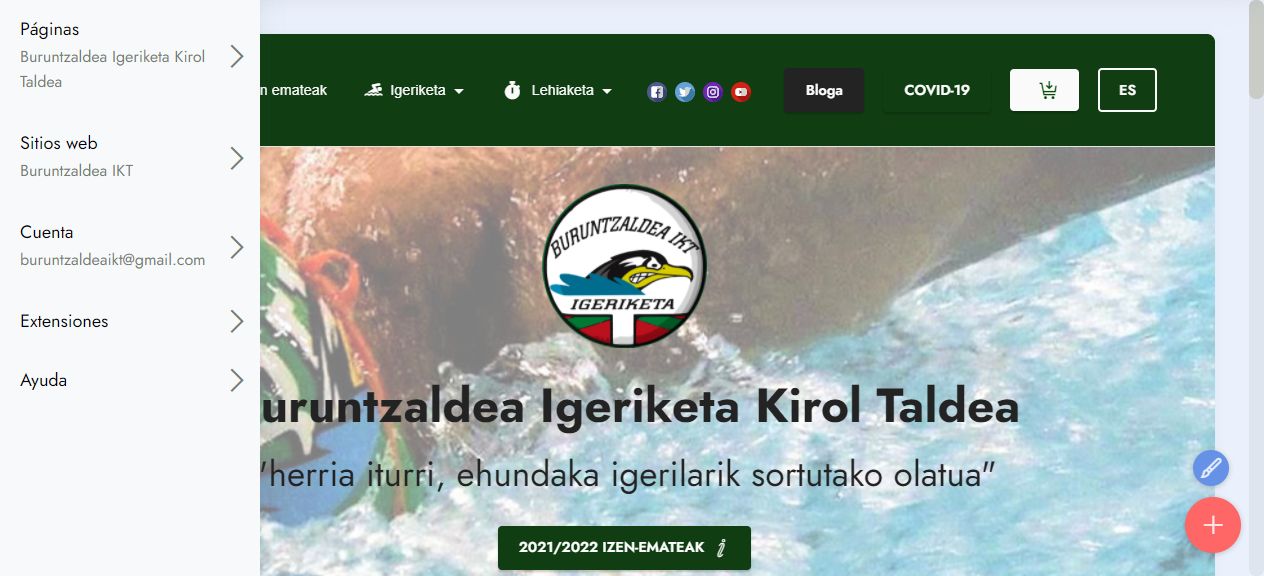 Páginas
Buruntzaldea Igeriketa Kirol
Taldea
Sitios web
Buruntzaldea IKT
Cuenta
buruntzaldeaikt@gmail.com
Extensiones
Ayuda
n emateak
Igeriketa
Lehiaketa
Bloga
COVID-19
ES
BURUNTZALDEA IKT
IGERIKETA
uruntzaldea Igeriketa Kirol Taldea
"herria iturri, ehundaka igerilarik sortutako olatua"
2021/2022 IZEN-EMATEAK